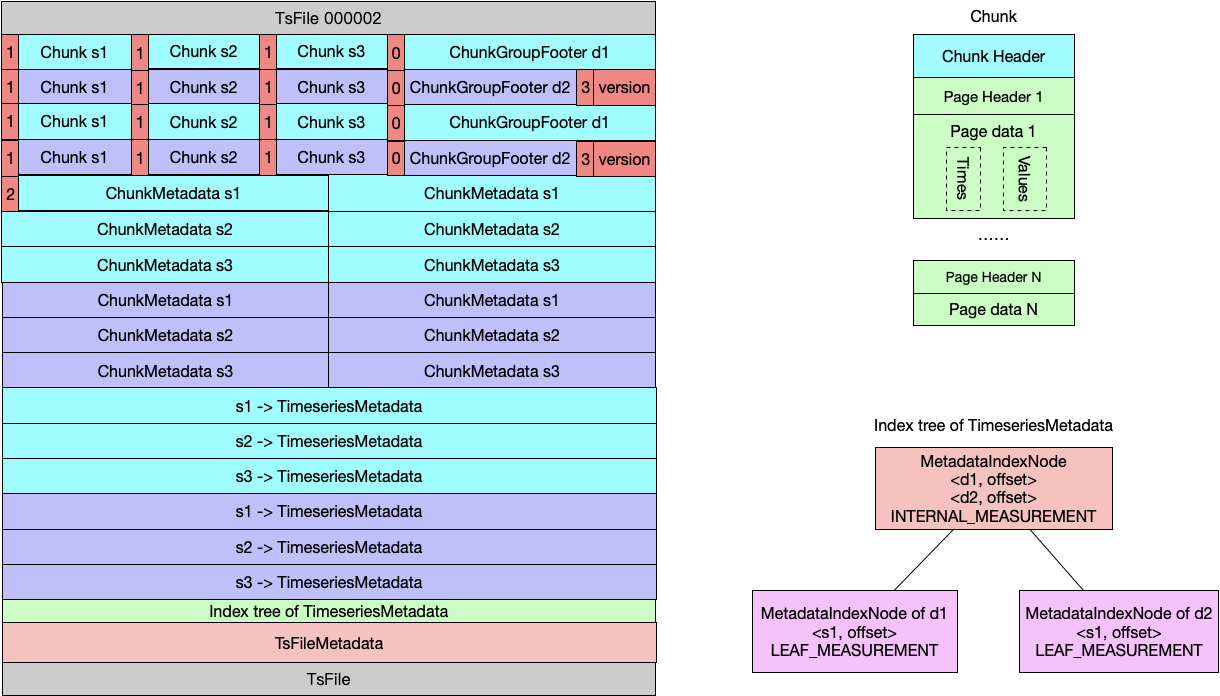 TsFile 000002
1 Chunk s1 1 Chunk s2 1 Chunk s3 0 ChunkGroupFooter d1
1 Chunk s1 1 Chunk s2 1 Chunk s3 0 ChunkGroupFooter d2 3 version
1 Chunk s1 1 Chunk s2 1 Chunk s3 0 ChunkGroupFooter d1
1 Chunk s1 1 Chunk s2 1 Chunk s3 0 ChunkGroupFooter d2 3 version
2 ChunkMetadata s1 ChunkMetadata s1
ChunkMetadata s2 ChunkMetadata s2
ChunkMetadata s3 ChunkMetadata s3
ChunkMetadata s1 ChunkMetadata s1
ChunkMetadata s2 ChunkMetadata s2
ChunkMetadata s3 ChunkMetadata s3
s1 -> TimeseriesMetadata
s2 -> TimeseriesMetadata
s3 -> TimeseriesMetadata
s1 -> TimeseriesMetadata
s2 -> TimeseriesMetadata
s3 -> TimeseriesMetadata
Index tree of TimeseriesMetadata
TsFileMetadata
TsFile
Chunk
Chunk Header
Page Header 1
Page data 1
Times
Values
......
Page Header N
Page data N
Index tree of TimeseriesMetadata
MetadataIndexNode
<d1, offset>
<d2, offset>
INTERNAL_MEASUREMENT
MetadataIndexNode of d1
<s1, offset>
LEAF_MEASUREMENT
MetadataIndexNode of d2
<s1, offset>
LEAF_MEASUREMENT